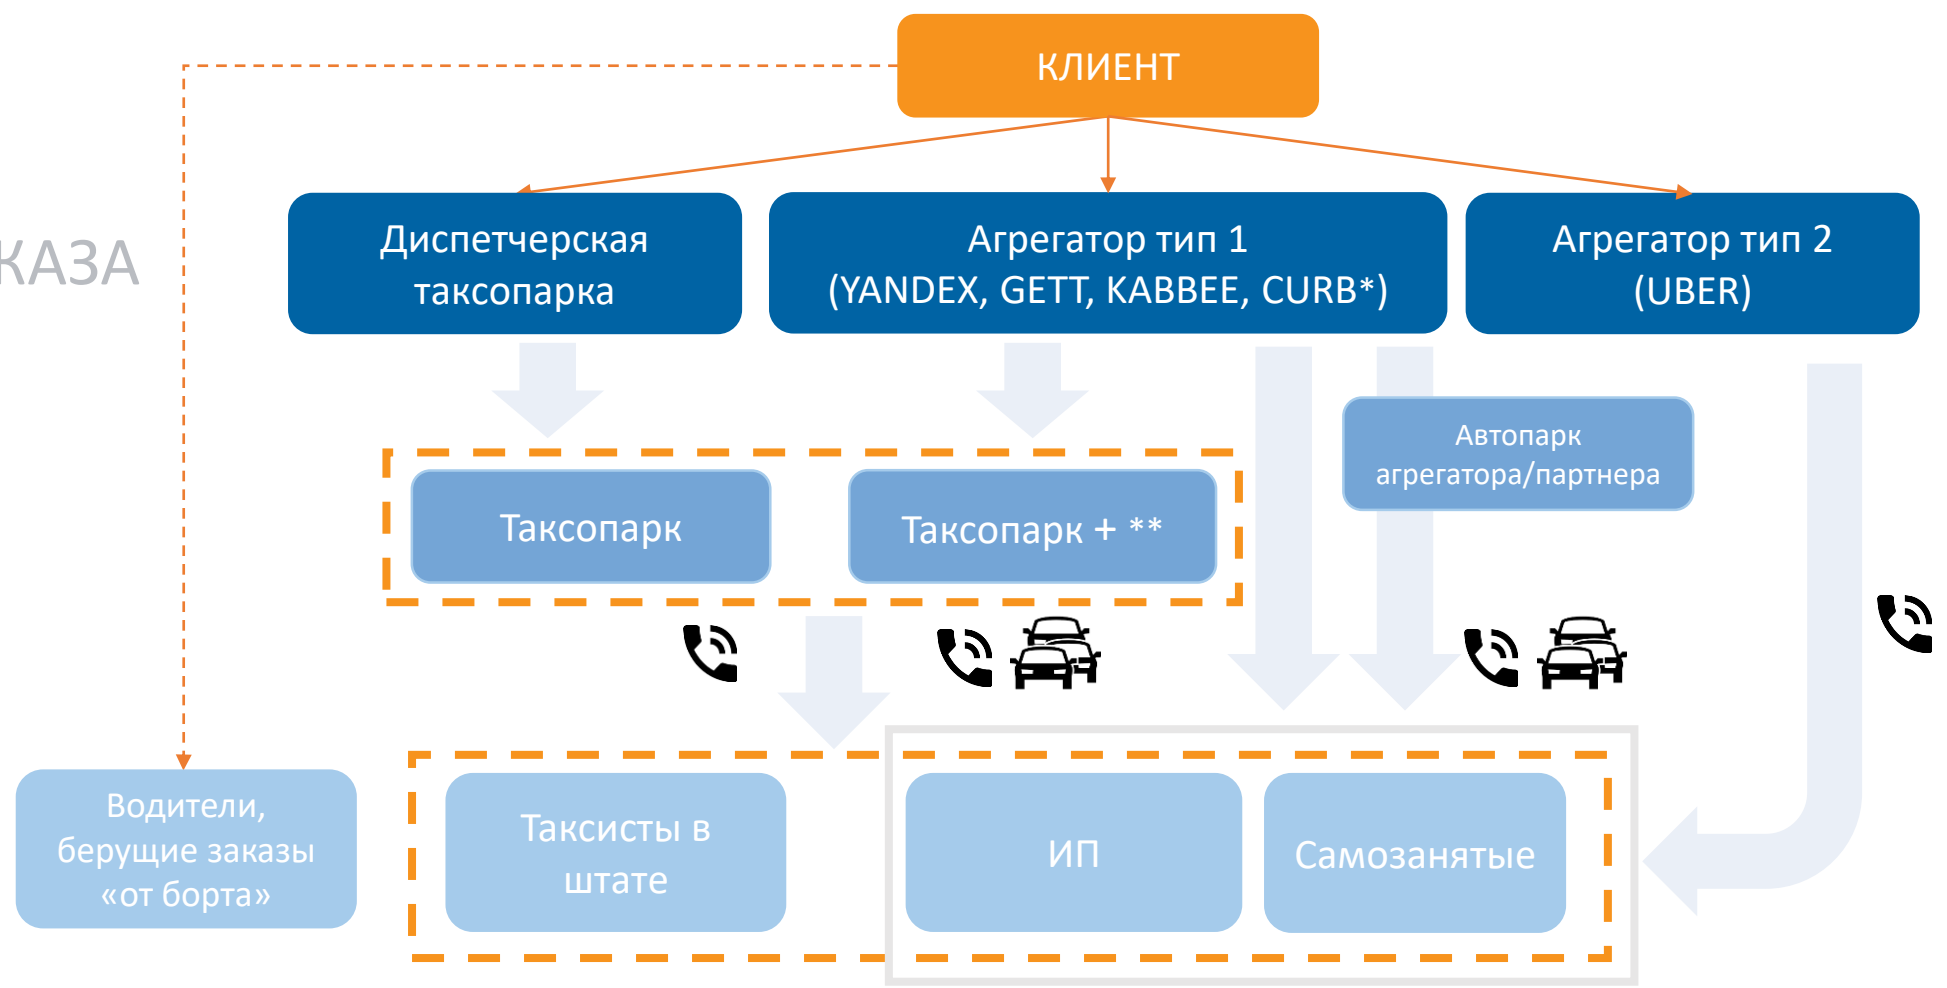 КЛИЕНТ
КАЗА
Диспетчерская
таксопарка
Агрегатор тип 1
(YANDEX, GETT, KABBEE, CURB*)
Агрегатор тип 2
(UBER)
Автопарк
агрегатора/партнера
Таксопарк
Таксопарк + **
Водители,
берущие заказы
«от борта»
Таксисты в
штате
ИП
Самозанятые